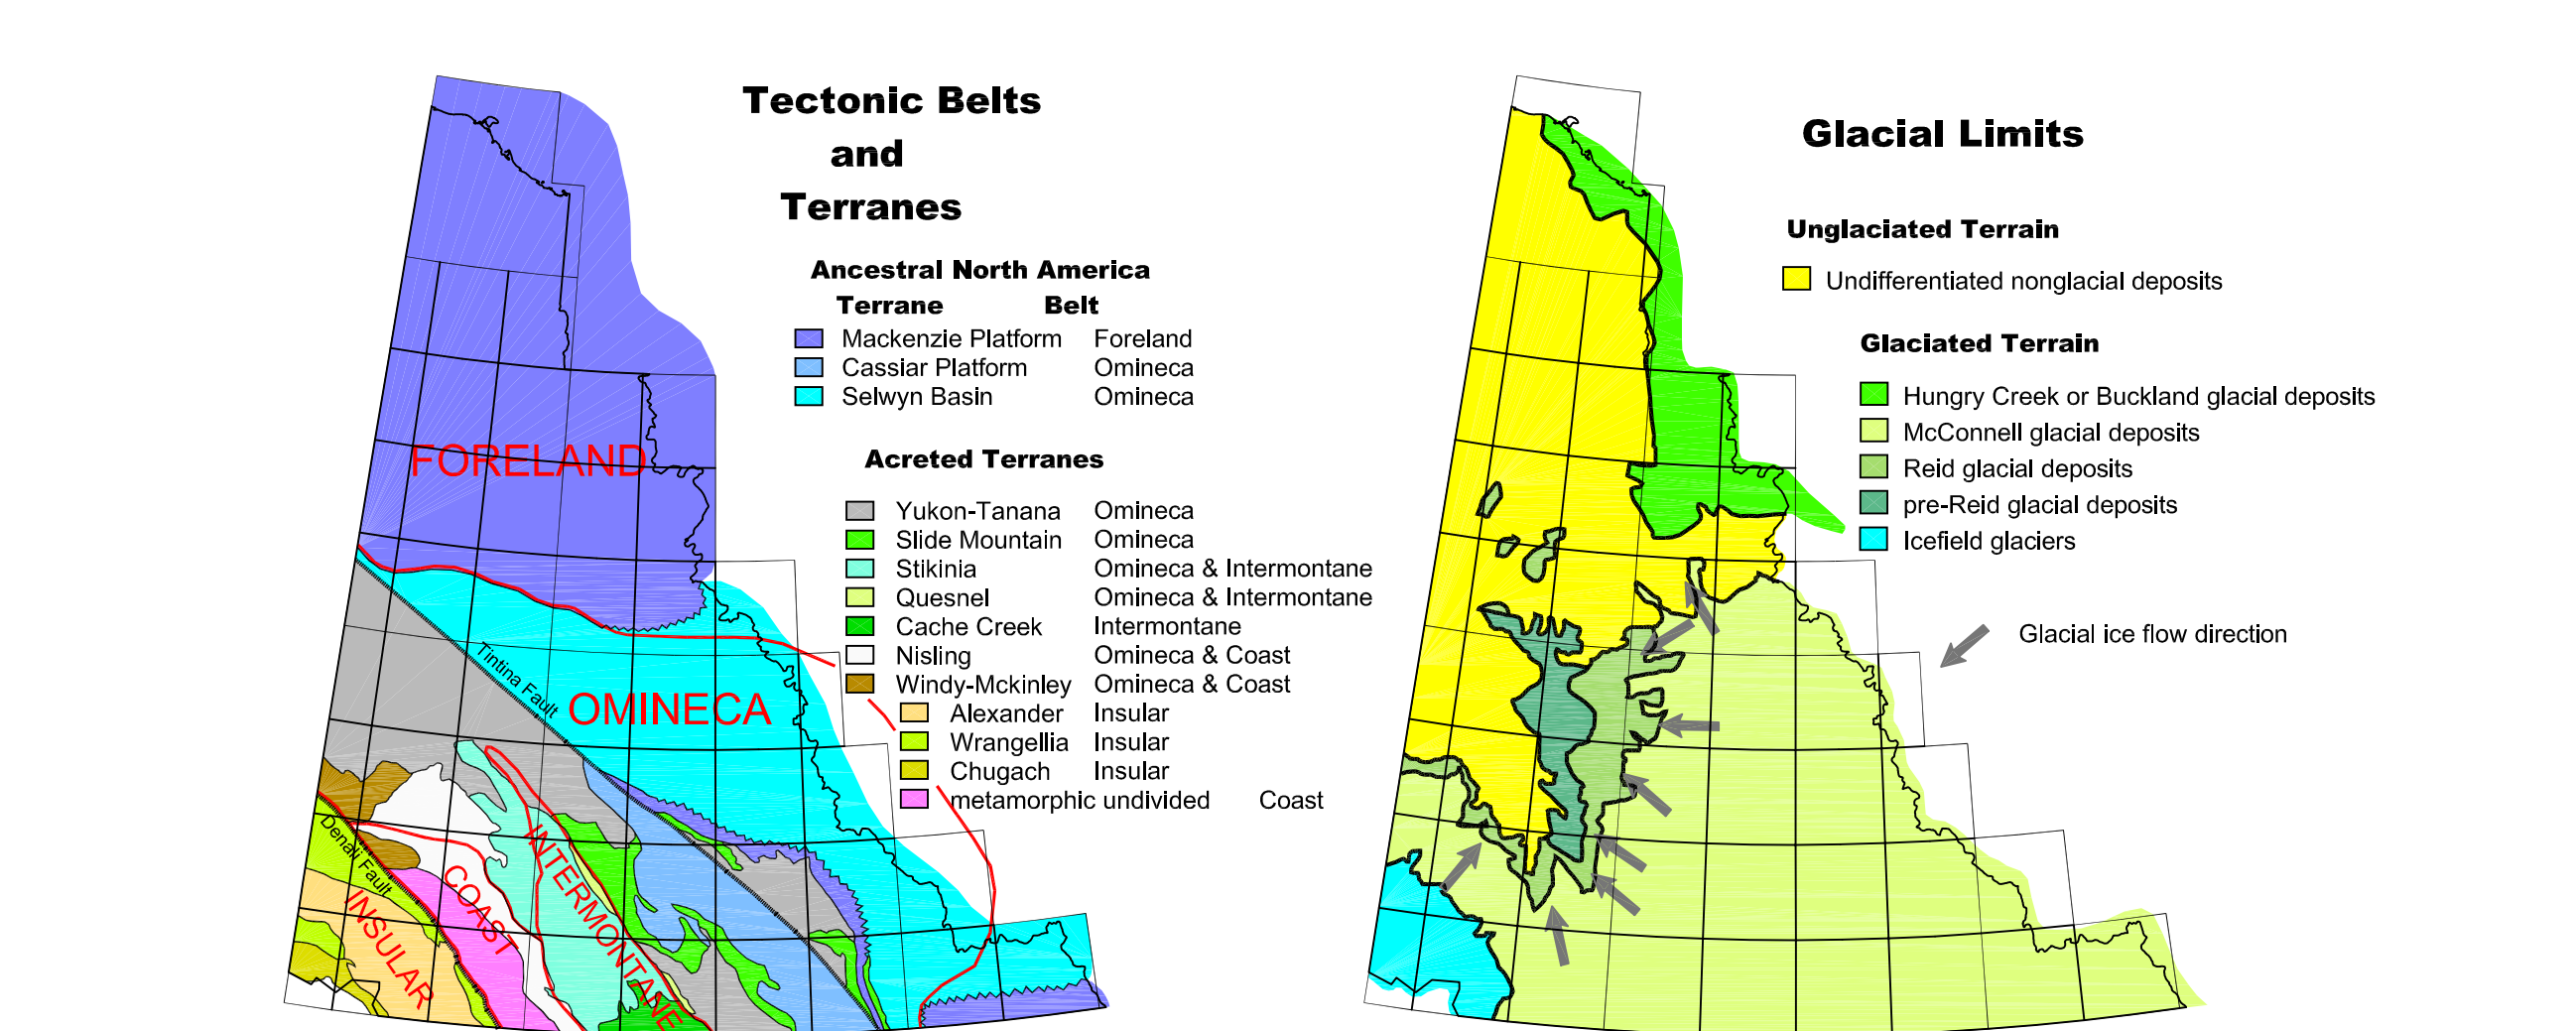 Tectonic Belts
and
Terranes
Ancestral North America
Terrane Belt
Mackenzie Platform Foreland
Cassiar Platform Omineca
Selwyn Basin Omineca
Acreted Terranes
Yukon-Tanana Omineca
Slide Mountain Omineca
Stikinia Omineca & Intermontane
Quesnel Omineca & Intermontane
Cache Creek Intermontane
Nisling Omineca & Coast
Windy-Mckinley Omineca & Coast
Alexander Insular
Wrangellia Insular
Chugach Insular
metamorphic undivided Coast
FORELAND
Tintina Fault
OMINECA
Denali Fault
INSULAR
COAST
INTERMONTANE
Glacial Limits
Unglaciated Terrain
Undifferentiated nonglacial deposits
Glaciated Terrain
Hungry Creek or Buckland glacial deposits
McConnell glacial deposits
Reid glacial deposits
pre-Reid glacial deposits
Icefield glaciers
Glacial ice flow direction